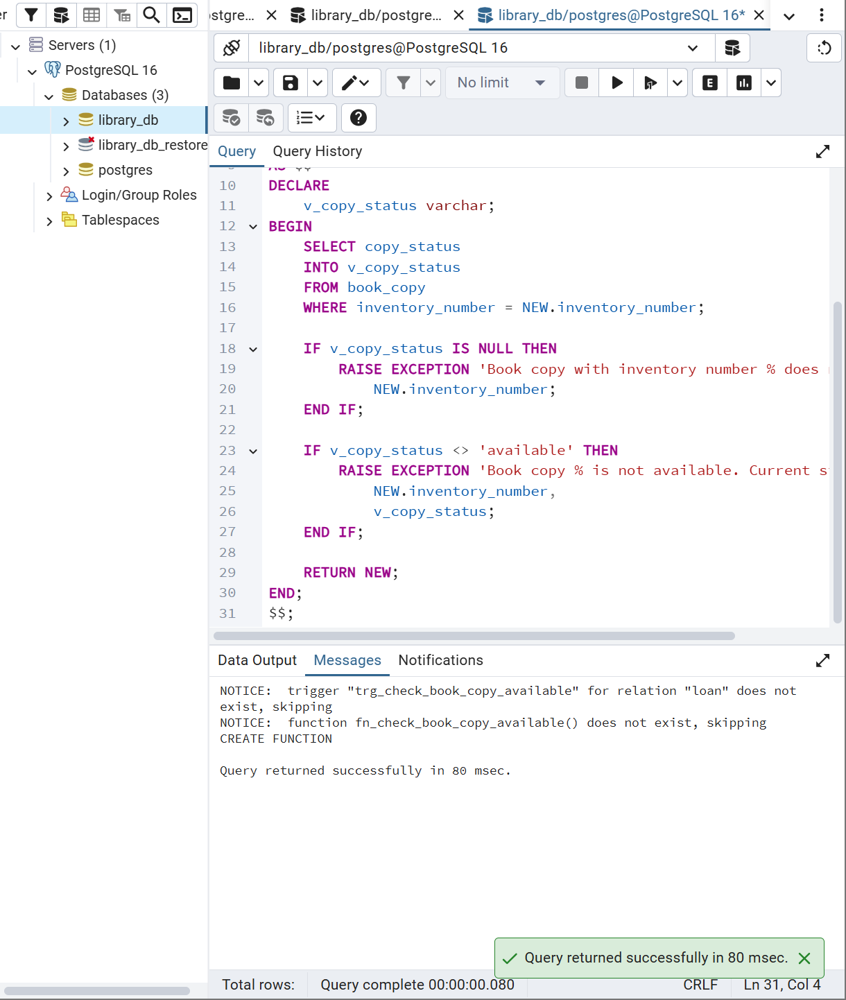 er
stgre...
library_db/postgre...
library_db/postgres@PostgreSQL 16*
Servers (1)
PostgreSQL 16
Databases (3)
library_db
library_db_restore
postgres
Login/Group Roles
Tablespaces
library_db/postgres@PostgreSQL 16
No limit
E
Query
Query History
9 AS $$
10 DECLARE
11 v_copy_status varchar;
12 BEGIN
13 SELECT copy_status
14 INTO v_copy_status
15 FROM book_copy
16 WHERE inventory_number = NEW.inventory_number;
17
18 IF v_copy_status IS NULL THEN
19 RAISE EXCEPTION 'Book copy with inventory number % does
20 NEW.inventory_number;
21 END IF;
22
23 IF v_copy_status <> 'available' THEN
24 RAISE EXCEPTION 'Book copy % is not available. Current s
25 NEW.inventory_number,
26 v_copy_status;
27 END IF;
28
29 RETURN NEW;
30 END;
31 $$;
Data Output
Messages
Notifications
NOTICE:  trigger "trg_check_book_copy_available" for relation "loan" does not
exist, skipping
NOTICE:  function fn_check_book_copy_available() does not exist, skipping
CREATE FUNCTION
Query returned successfully in 80 msec.
Query returned successfully in 80 msec.
Total rows:
Query complete 00:00:00.080
CRLF
Ln 31, Col 4